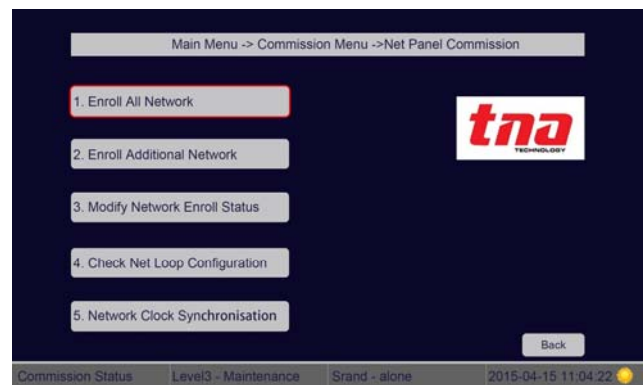 Main Menu -> Commission Menu ->Net Panel Commission
1. Enroll All Network
tna
TECHNOLOGY
2. Enroll Additional Network
3. Modify Network Enroll Status
4. Check Net Loop Configuration
5. Network Clock Synchronisation
Back
Commission Status Level3 - Maintenance Srand - alone 2015-04-15 11:04:22